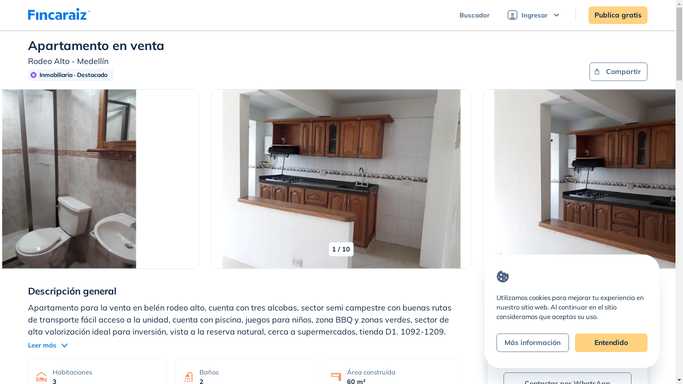 Fincaraiz
Buscador
Ingresar
Publica gratis
Apartamento en venta
Rodeo Alto - Medellín
Inmobiliaria · Destacado
Compartir
1 / 10
Descripción general
Apartamento para la venta en belén rodeo alto, cuenta con tres alcobas, sector semi campestre con buenas rutas
de transporte fácil acceso a la unidad, cuenta con piscina, juegos para niños, zona BBQ y zonas verdes, sector de
alta valorización ideal para inversión, vista a la reserva natural, cerca a supermercados, tienda D1. 1092-1209.
Leer más
Habitaciones
3
Baños
2
Área construida
60 m²
Utilizamos cookies para mejorar tu experiencia en
nuestro sitio web. Al continuar en el sitio
consideramos que aceptas su uso.
Más información
Entendido
Contactar por WhatsApp